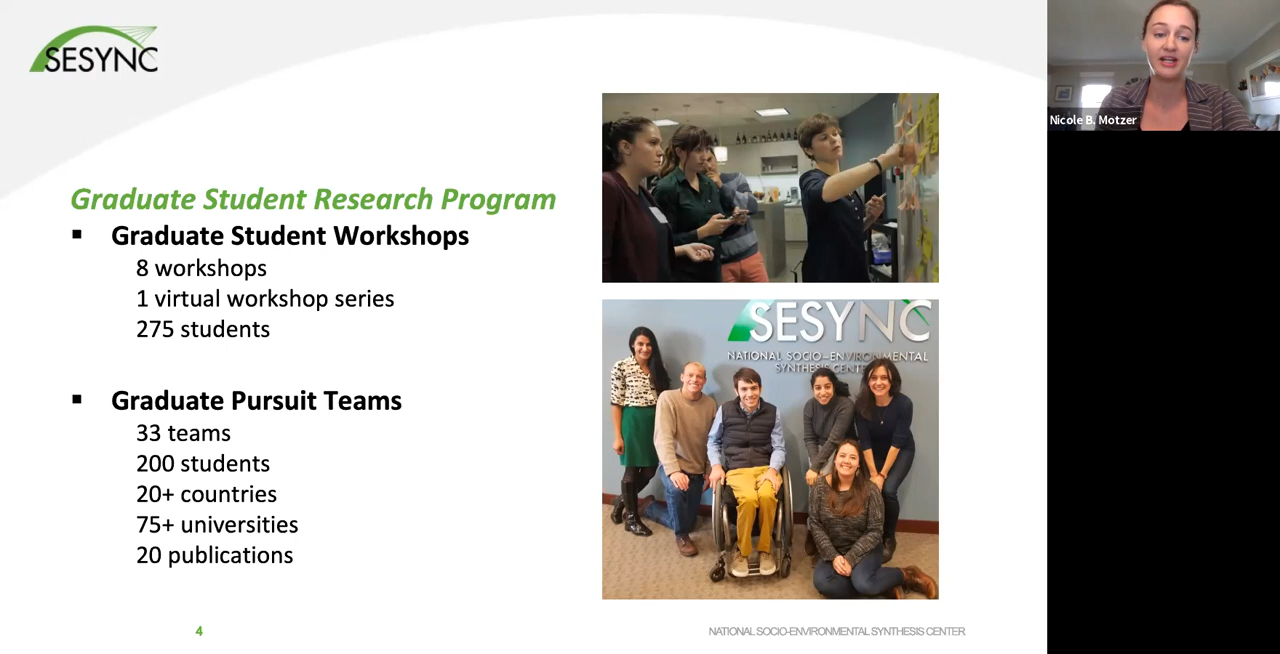 SESYNC
Nicole B. Motzer
Graduate Student Research Program
▪ Graduate Student Workshops
8 workshops
1 virtual workshop series
275 students
▪ Graduate Pursuit Teams
33 teams
200 students
20+ countries
75+ universities
20 publications
SESYNC
NATIONAL SOCIO-ENVIRONMENTAL
SYNTHESIS CENT
4
NATIONAL SOCIO-ENVIRONMENTAL SYNTHESIS CENTER